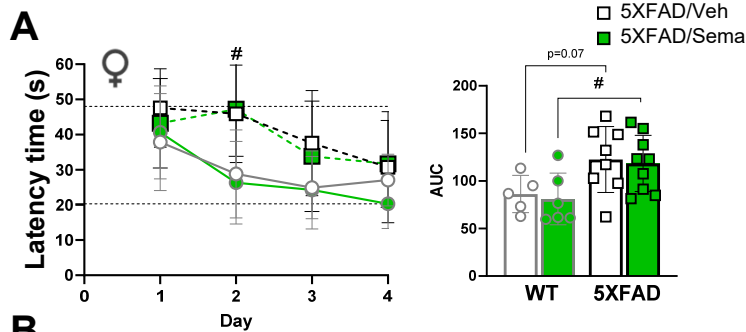 A
5XFAD/Veh
5XFAD/Sema
♀
#
Latency time (s)
60
50
40
30
20
10
0
0 1 2 3 4
Day
p=0.07
#
AUC
200
150
100
50
0
WT 5XFAD
B